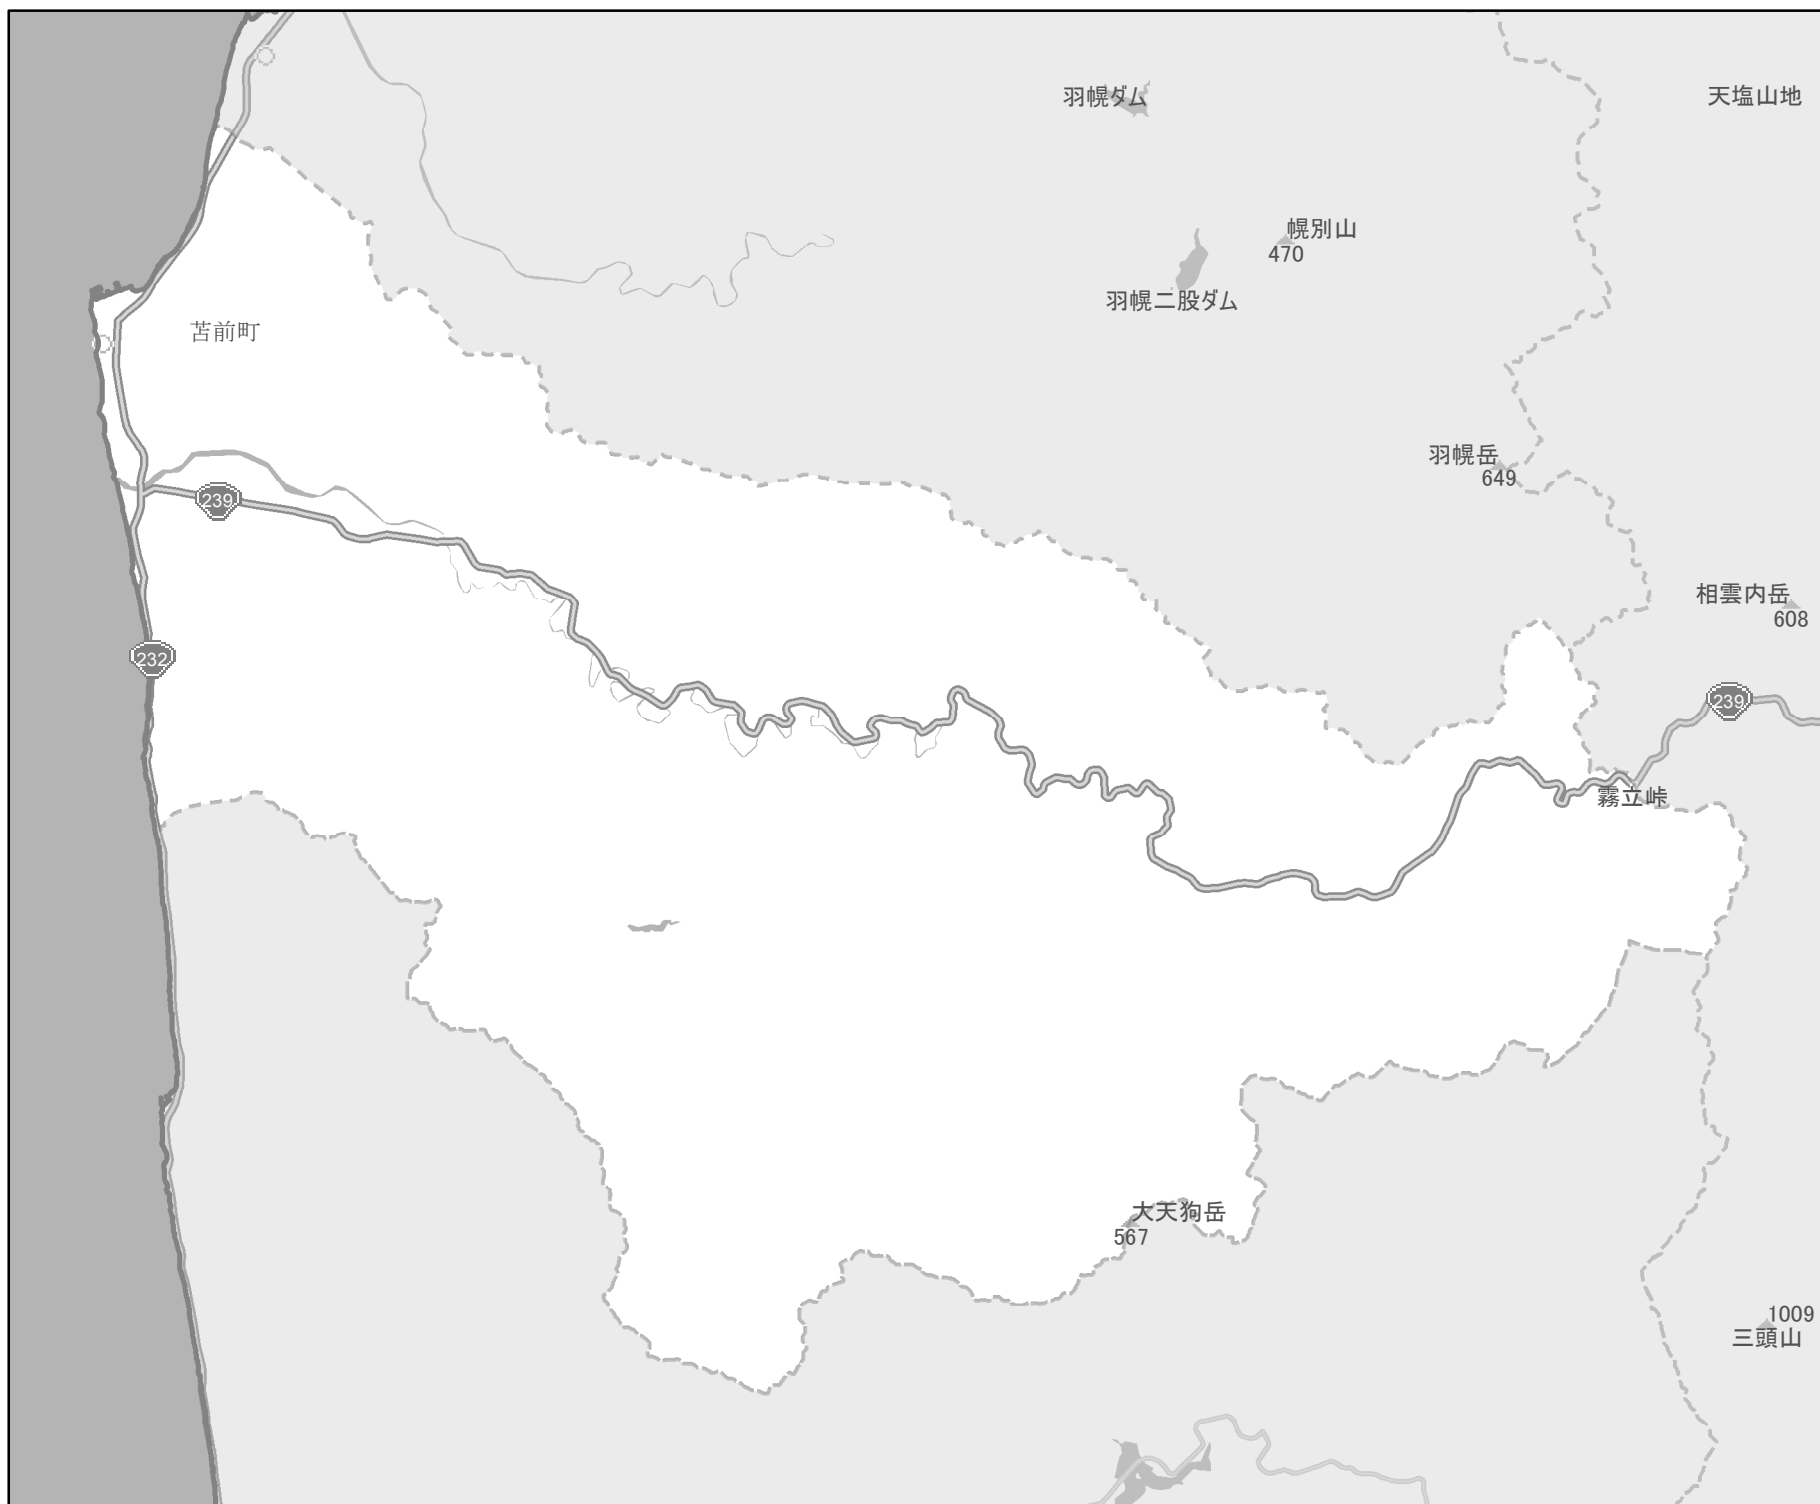 羽幌ダム
天塩山地
幌別山
470
羽幌二股ダム
苫前町
羽幌岳
649
239
相雲内岳
608
232
239
霧立峠
大天狗岳
567
1009
三頭山